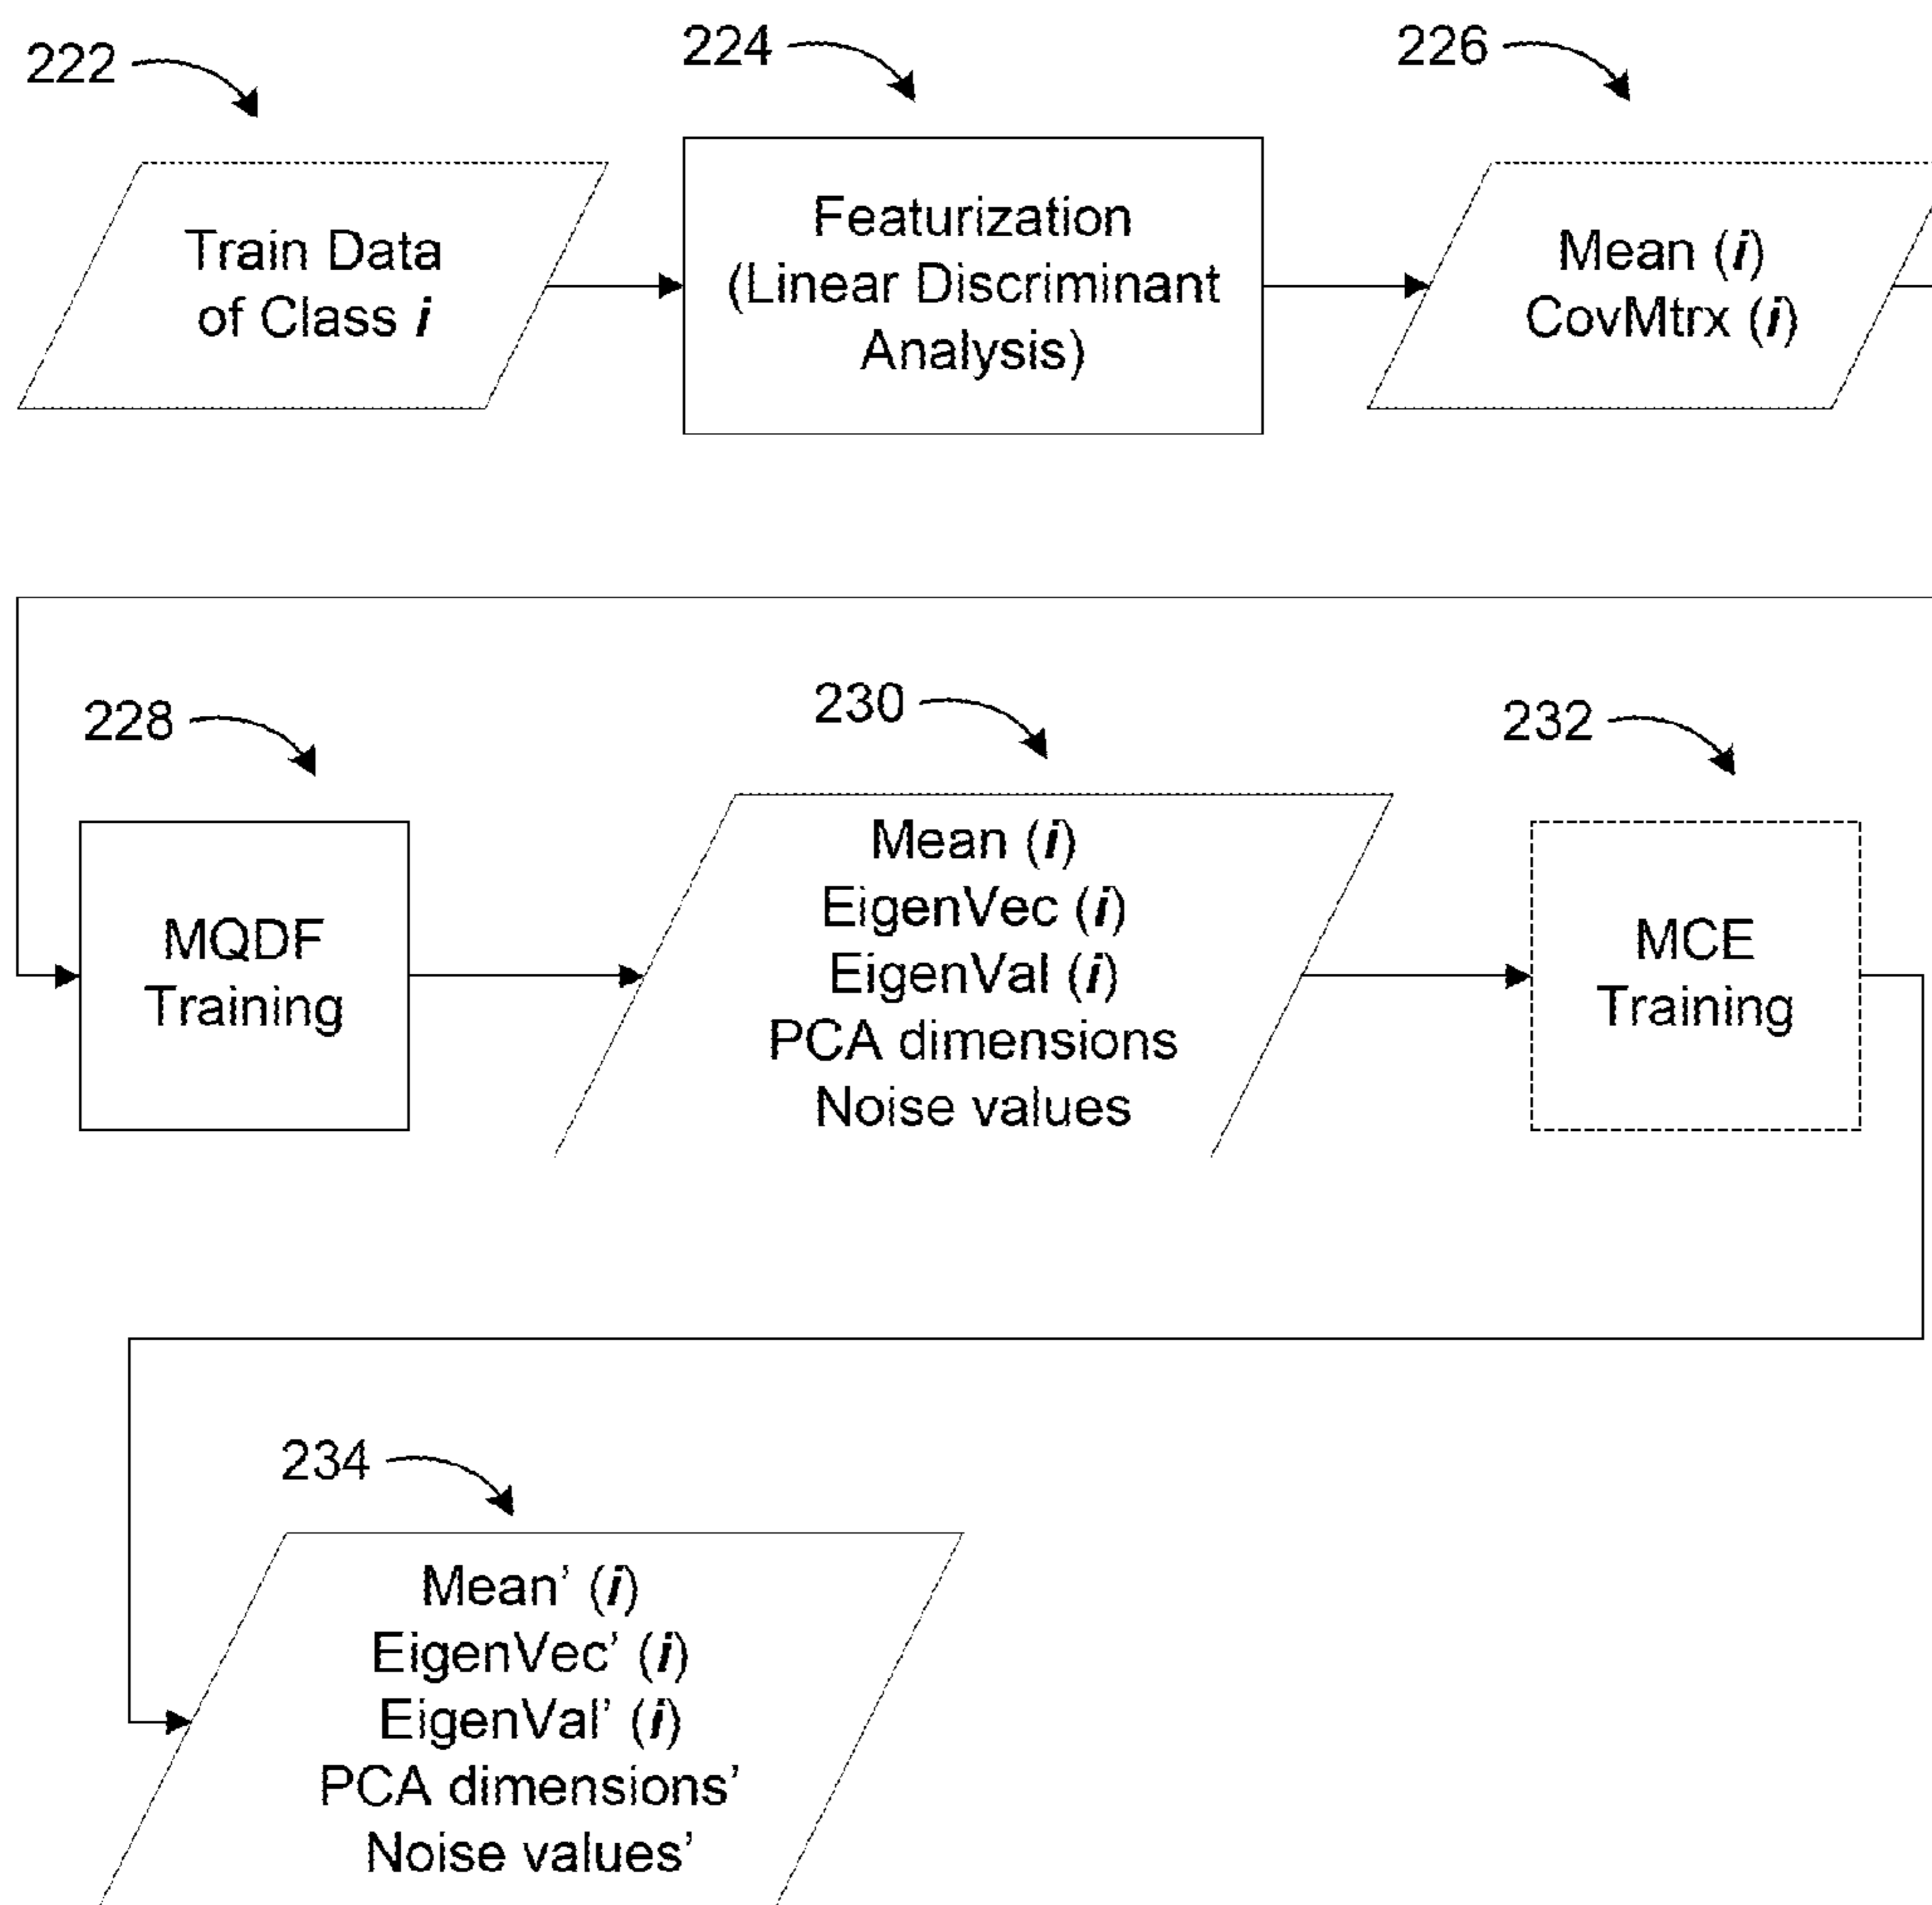 222
224
226
Train Data
of Class i
Featurization
(Linear Discriminant
Analysis)
Mean (i)
CovMtrx (i)
228
230
232
MQDF
Training
Mean (i)
EigenVec (i)
EigenVal (i)
PCA dimensions
Noise values
MCE
Training
234
Mean’ (i)
EigenVec’ (i)
EigenVal’ (i)
PCA dimensions’
Noise values’